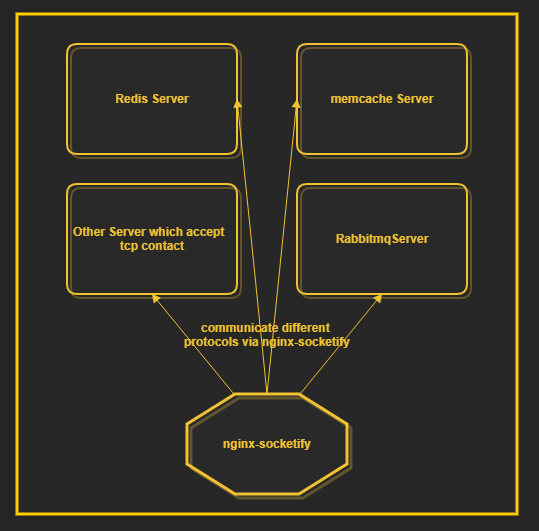 Redis Server
memcache Server
Other Server which accept
tcp contact
RabbitmqServer
communicate different
protocols via nginx-socketify
nginx-socketify